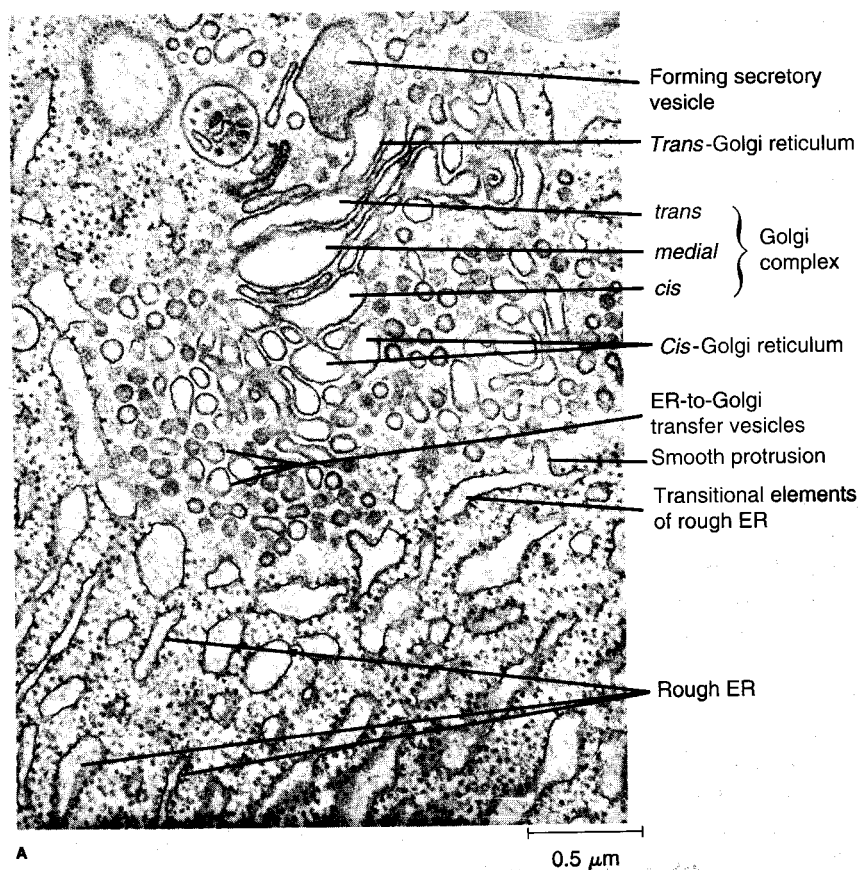 Forming secretory
vesicle
Trans-Golgi reticulum
trans
medial
cis
Golgi
complex
Cis-Golgi reticulum
ER-to-Golgi
transfer vesicles
Smooth protrusion
Transitional elements
of rough ER
Rough ER
A
0.5 μm